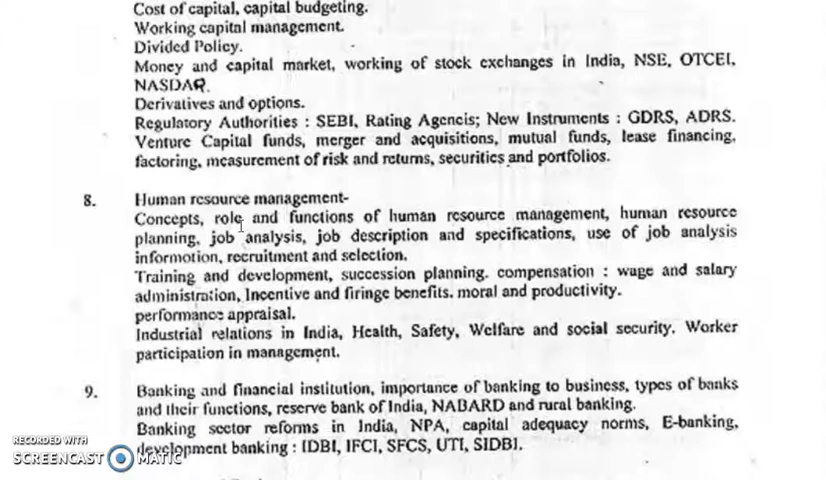 Cost of capital, capital budgeting.
Working capital management.
Divided Policy.
Money and capital market, working of stock exchanges in India, NSE, OTCEI,
NASDAQ.
Derivatives and options.
Regulatory Authorities : SEBI, Rating Agencis; New Instruments : GDRS, ADRS.
Venture Capital funds, merger and acquisitions, mutual funds, lease financing,
factoring, measurement of risk and returns, securities and portfolios.
8. Human resource management-
Concepts, role and functions of human resource management, human resource
planning, job analysis, job description and specifications, use of job analysis
informotion, recruitment and selection.
Training and development, succession planning. compensation : wage and salary
administration, Incentive and firinge benefits. moral and productivity.
performance appraisal.
Industrial relations in India, Health, Safety, Welfare and social security. Worker
participation in management.
9. Banking and financial institution, importance of banking to business, types of banks
and their functions, reserve bank of India, NABARD and rural banking.
Banking sector reforms in India, NPA, capital adequacy norms, E-banking,
development banking : IDBI, IFCI, SFCS, UTI, SIDBI.
RECORDED WITH
SCREENCAST MATIC